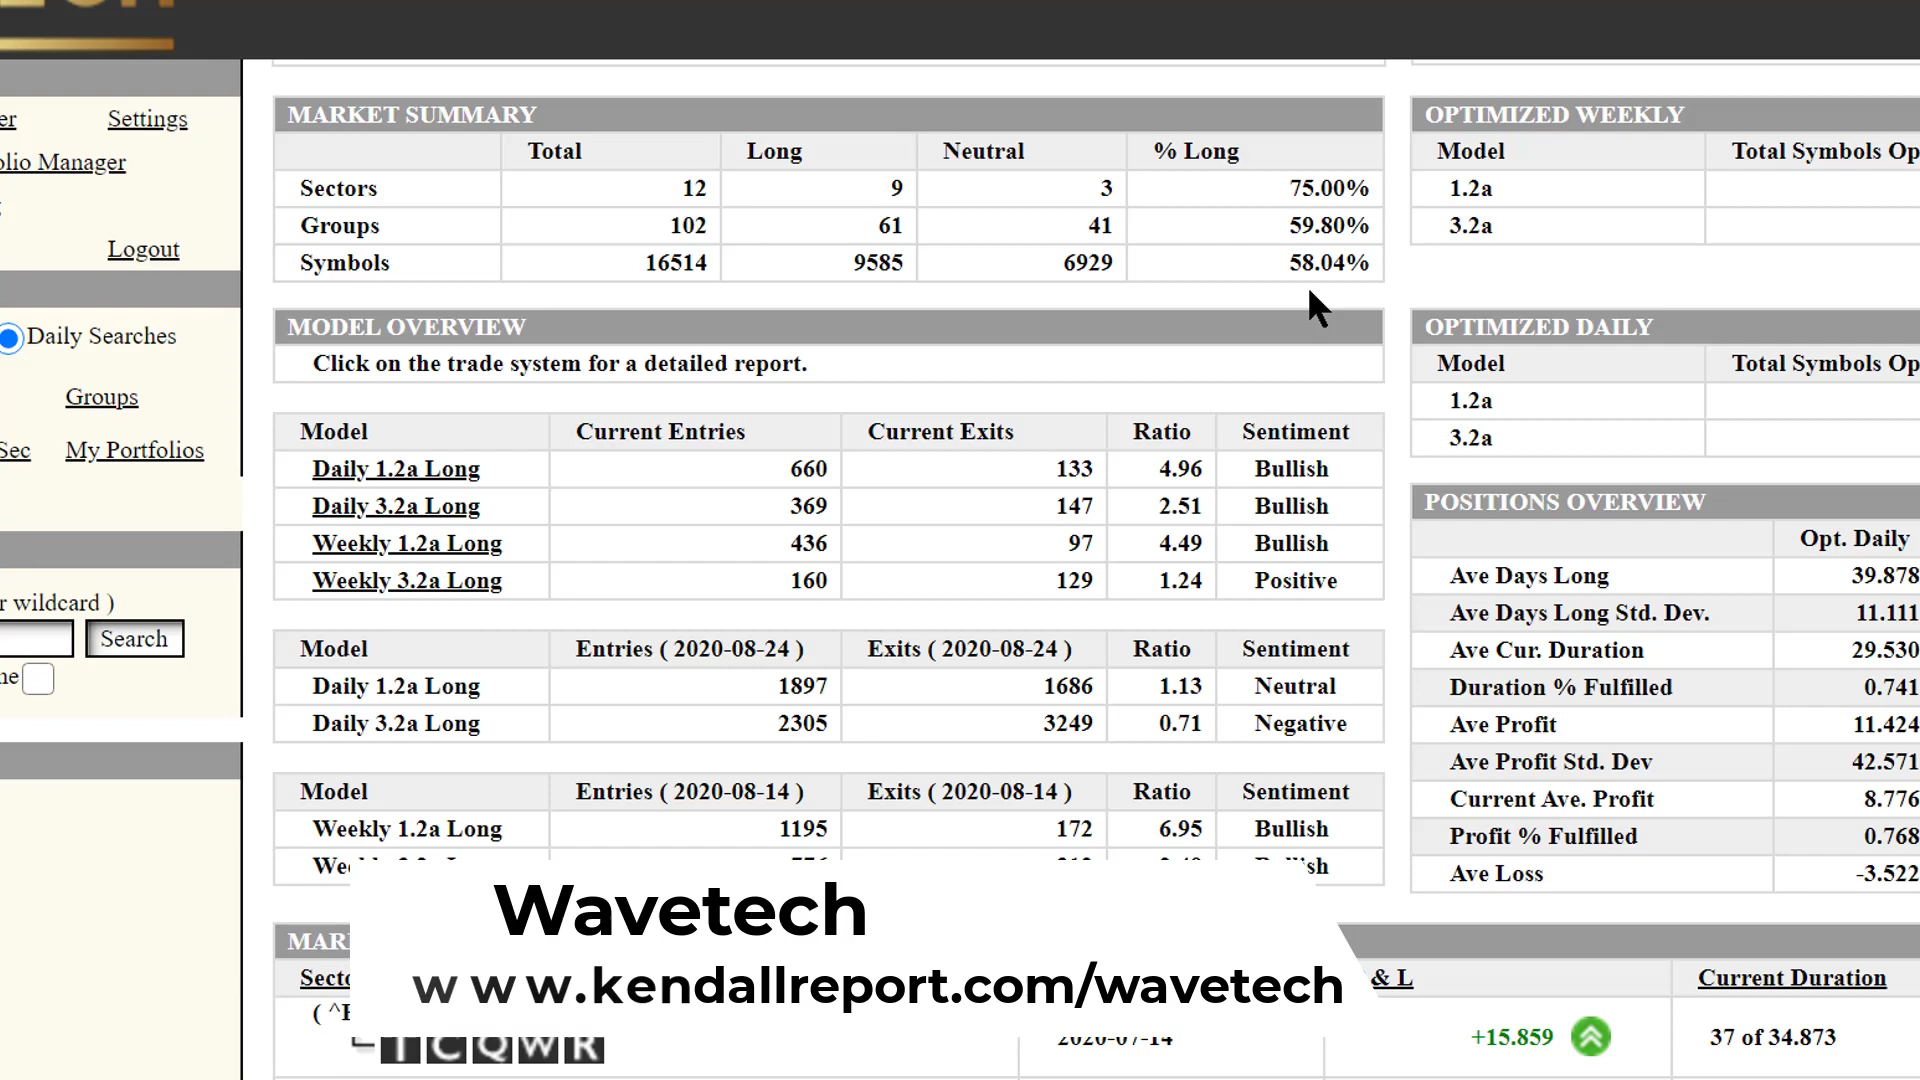 Settings
Manager
Logout
Daily Searches
Groups
Sec My Portfolios
wildcard )
Search
MARKET SUMMARY
Total Long Neutral % Long
Sectors 12 9 3 75.00%
Groups 102 61 41 59.80%
Symbols 16514 9585 6929 58.04%
MODEL OVERVIEW
Click on the trade system for a detailed report.
Model Current Entries Current Exits Ratio Sentiment
Daily 1.2a Long 660 133 4.96 Bullish
Daily 3.2a Long 369 147 2.51 Bullish
Weekly 1.2a Long 436 97 4.49 Bullish
Weekly 3.2a Long 160 129 1.24 Positive
Model Entries ( 2020-08-24 ) Exits ( 2020-08-24 ) Ratio Sentiment
Daily 1.2a Long 1897 1686 1.13 Neutral
Daily 3.2a Long 2305 3249 0.71 Negative
Model Entries ( 2020-08-14 ) Exits ( 2020-08-14 ) Ratio Sentiment
Weekly 1.2a Long 1195 172 6.95 Bullish
OPTIMIZED WEEKLY
Model Total Symbols
1.2a
3.2a
OPTIMIZED DAILY
Model Total Symbols
1.2a
3.2a
POSITIONS OVERVIEW
Opt. Daily
Ave Days Long 39.878
Ave Days Long Std. Dev. 11.111
Ave Cur. Duration 29.530
Duration % Fulfilled 0.741
Ave Profit 11.424
Ave Profit Std. Dev 42.571
Current Ave. Profit 8.776
Profit % Fulfilled 0.768
Ave Loss -3.522
Wavetech
www.kendallreport.com/wavetech
& L Current Duration
T C Q W R 2020-07-14 +15.859 37 of 34.873